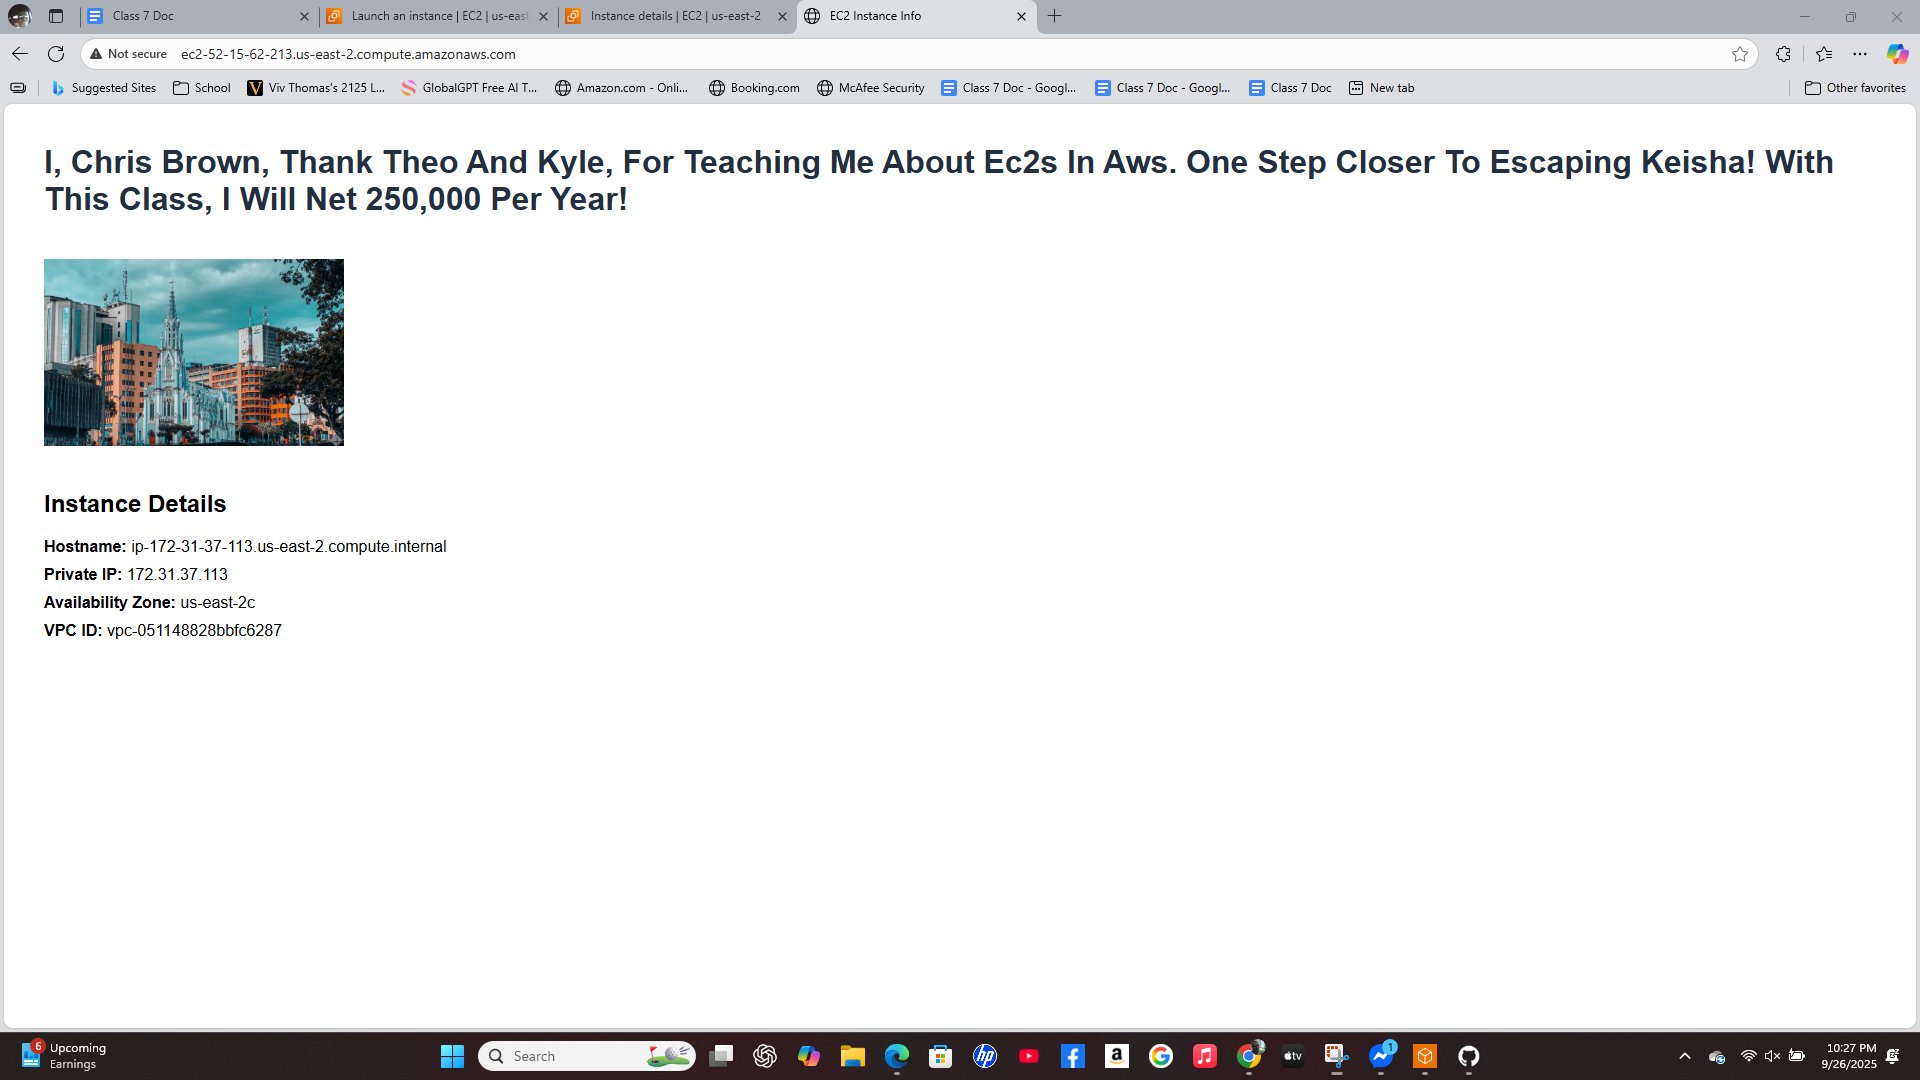 Class 7 Doc
Launch an instance | EC2 | us-east
Instance details | EC2 | us-east-2
EC2 Instance Info
Not secure
ec2-52-15-62-213.us-east-2.compute.amazonaws.com
Suggested Sites
School
Viv Thomas's 2125 L...
GlobalGPT Free AI T...
Amazon.com - Onli...
Booking.com
McAfee Security
Class 7 Doc - Googl...
Class 7 Doc - Googl...
Class 7 Doc
New tab
Other favorites
I, Chris Brown, Thank Theo And Kyle, For Teaching Me About Ec2s In Aws. One Step Closer To Escaping Keisha! With
This Class, I Will Net 250,000 Per Year!
Instance Details
Hostname: ip-172-31-37-113.us-east-2.compute.internal
Private IP: 172.31.37.113
Availability Zone: us-east-2c
VPC ID: vpc-051148828bbfc6287
6
Upcoming
Earnings
Search
hp
a
tv
1
10:27 PM
9/26/2025